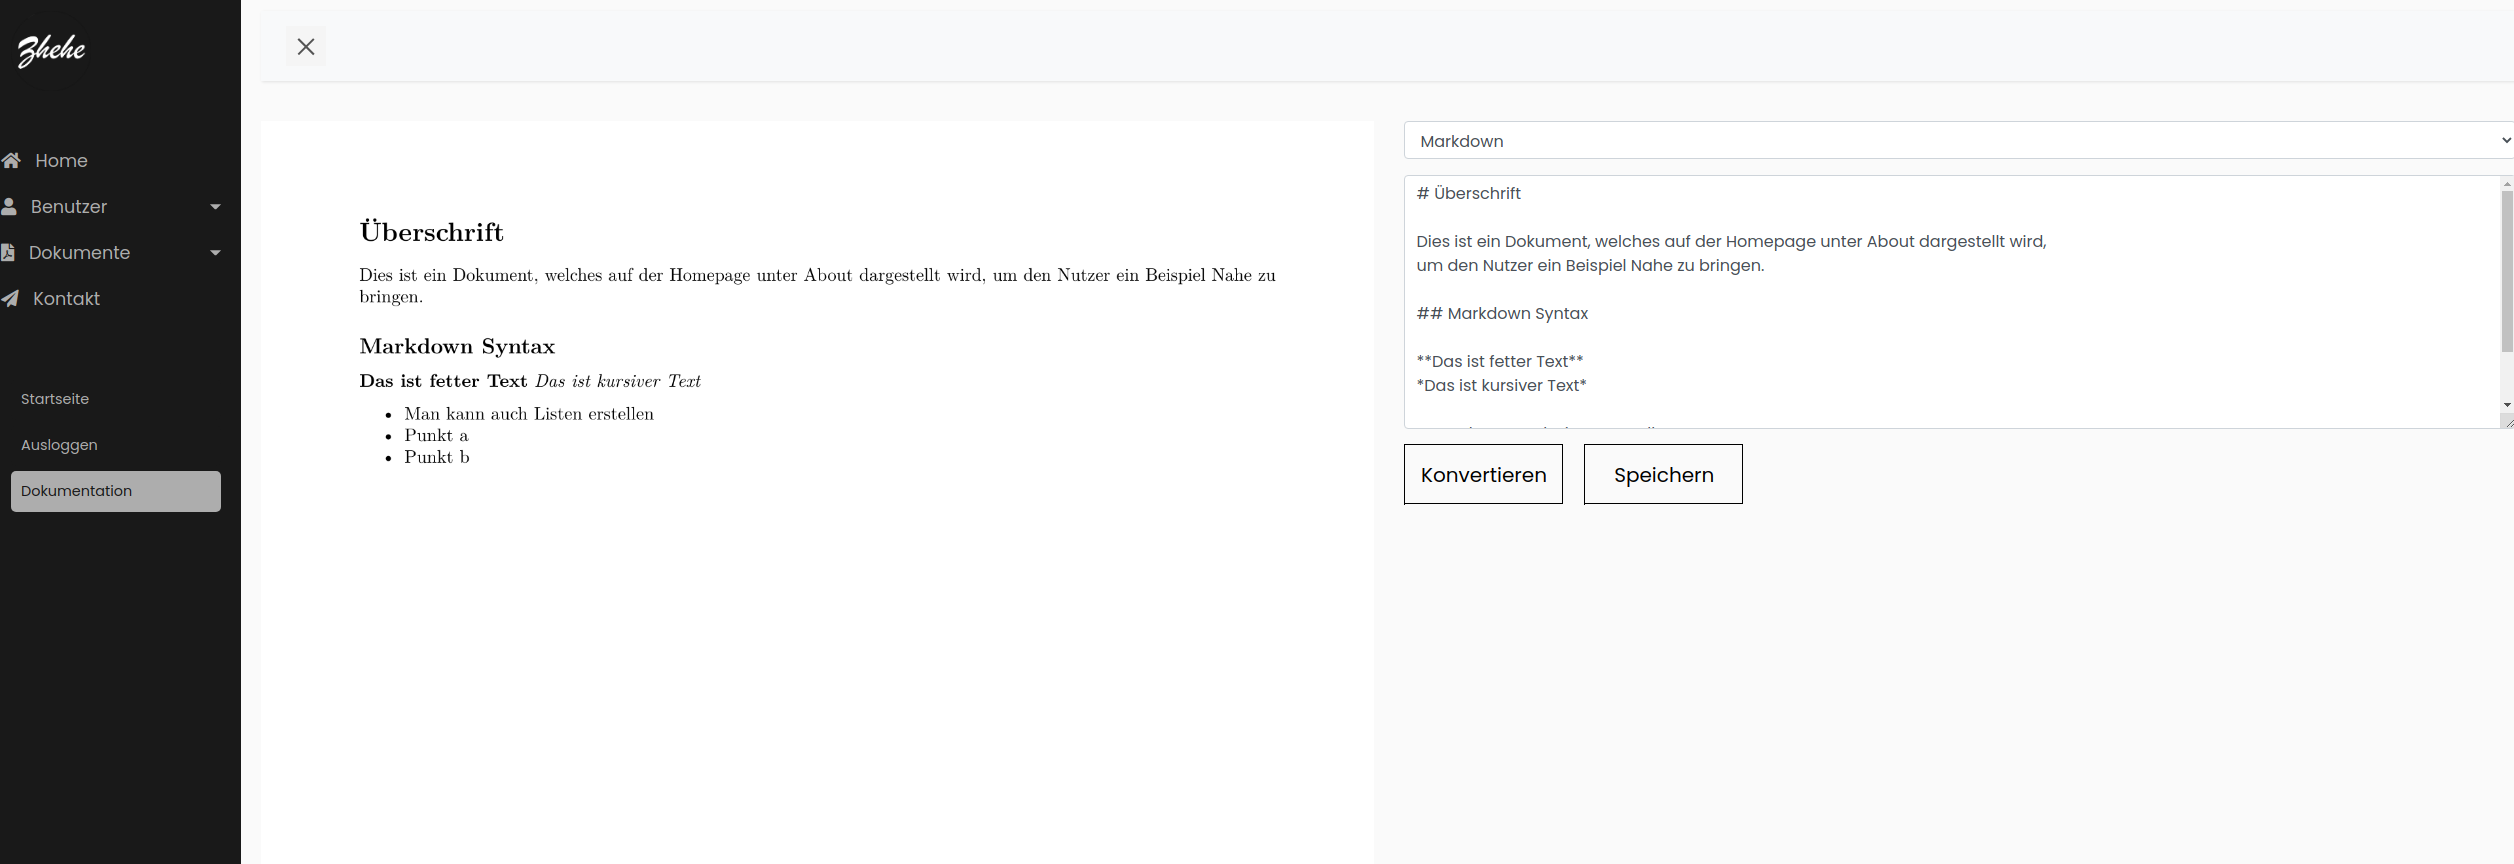 Zhehe
Home
Benutzer
Dokumente
Kontakt
Startseite
Ausloggen
Dokumentation
Überschrift
Dies ist ein Dokument, welches auf der Homepage unter About dargestellt wird, um den Nutzer ein Beispiel Nahe zu
bringen.
Markdown Syntax
Das ist fetter Text Das ist kursiver Text
• Man kann auch Listen erstellen
• Punkt a
• Punkt b
Markdown
# Überschrift
Dies ist ein Dokument, welches auf der Homepage unter About dargestellt wird,
um den Nutzer ein Beispiel Nahe zu bringen.
## Markdown Syntax
**Das ist fetter Text**
*Das ist kursiver Text*
Konvertieren
Speichern